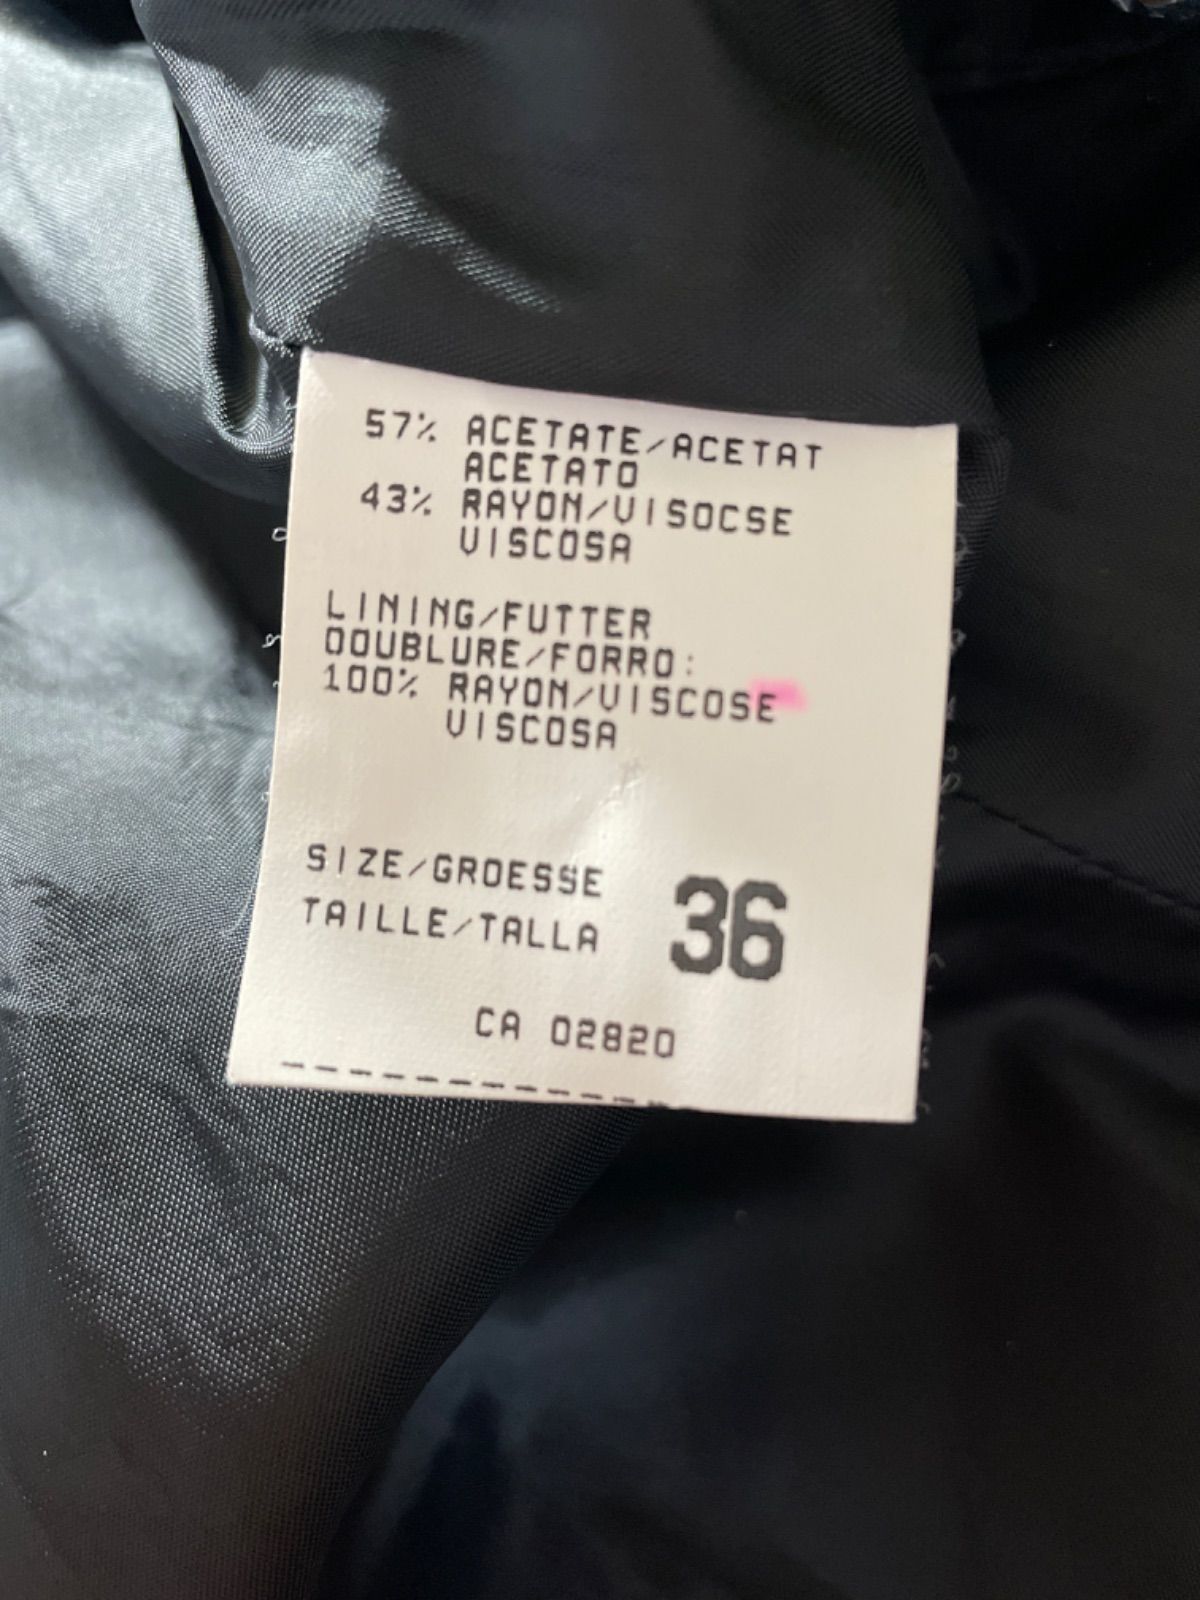 57% ACETATE/ACETAT
ACETATO
43% RAYON/VISOCSE
VISCOSA
LINING/FUTTER
DOUBLURE/FORRO:
100% RAYON/VISCOSE
VISCOSA
SIZE/GROESSE
TAILLE/TALLA 36
CA 02820